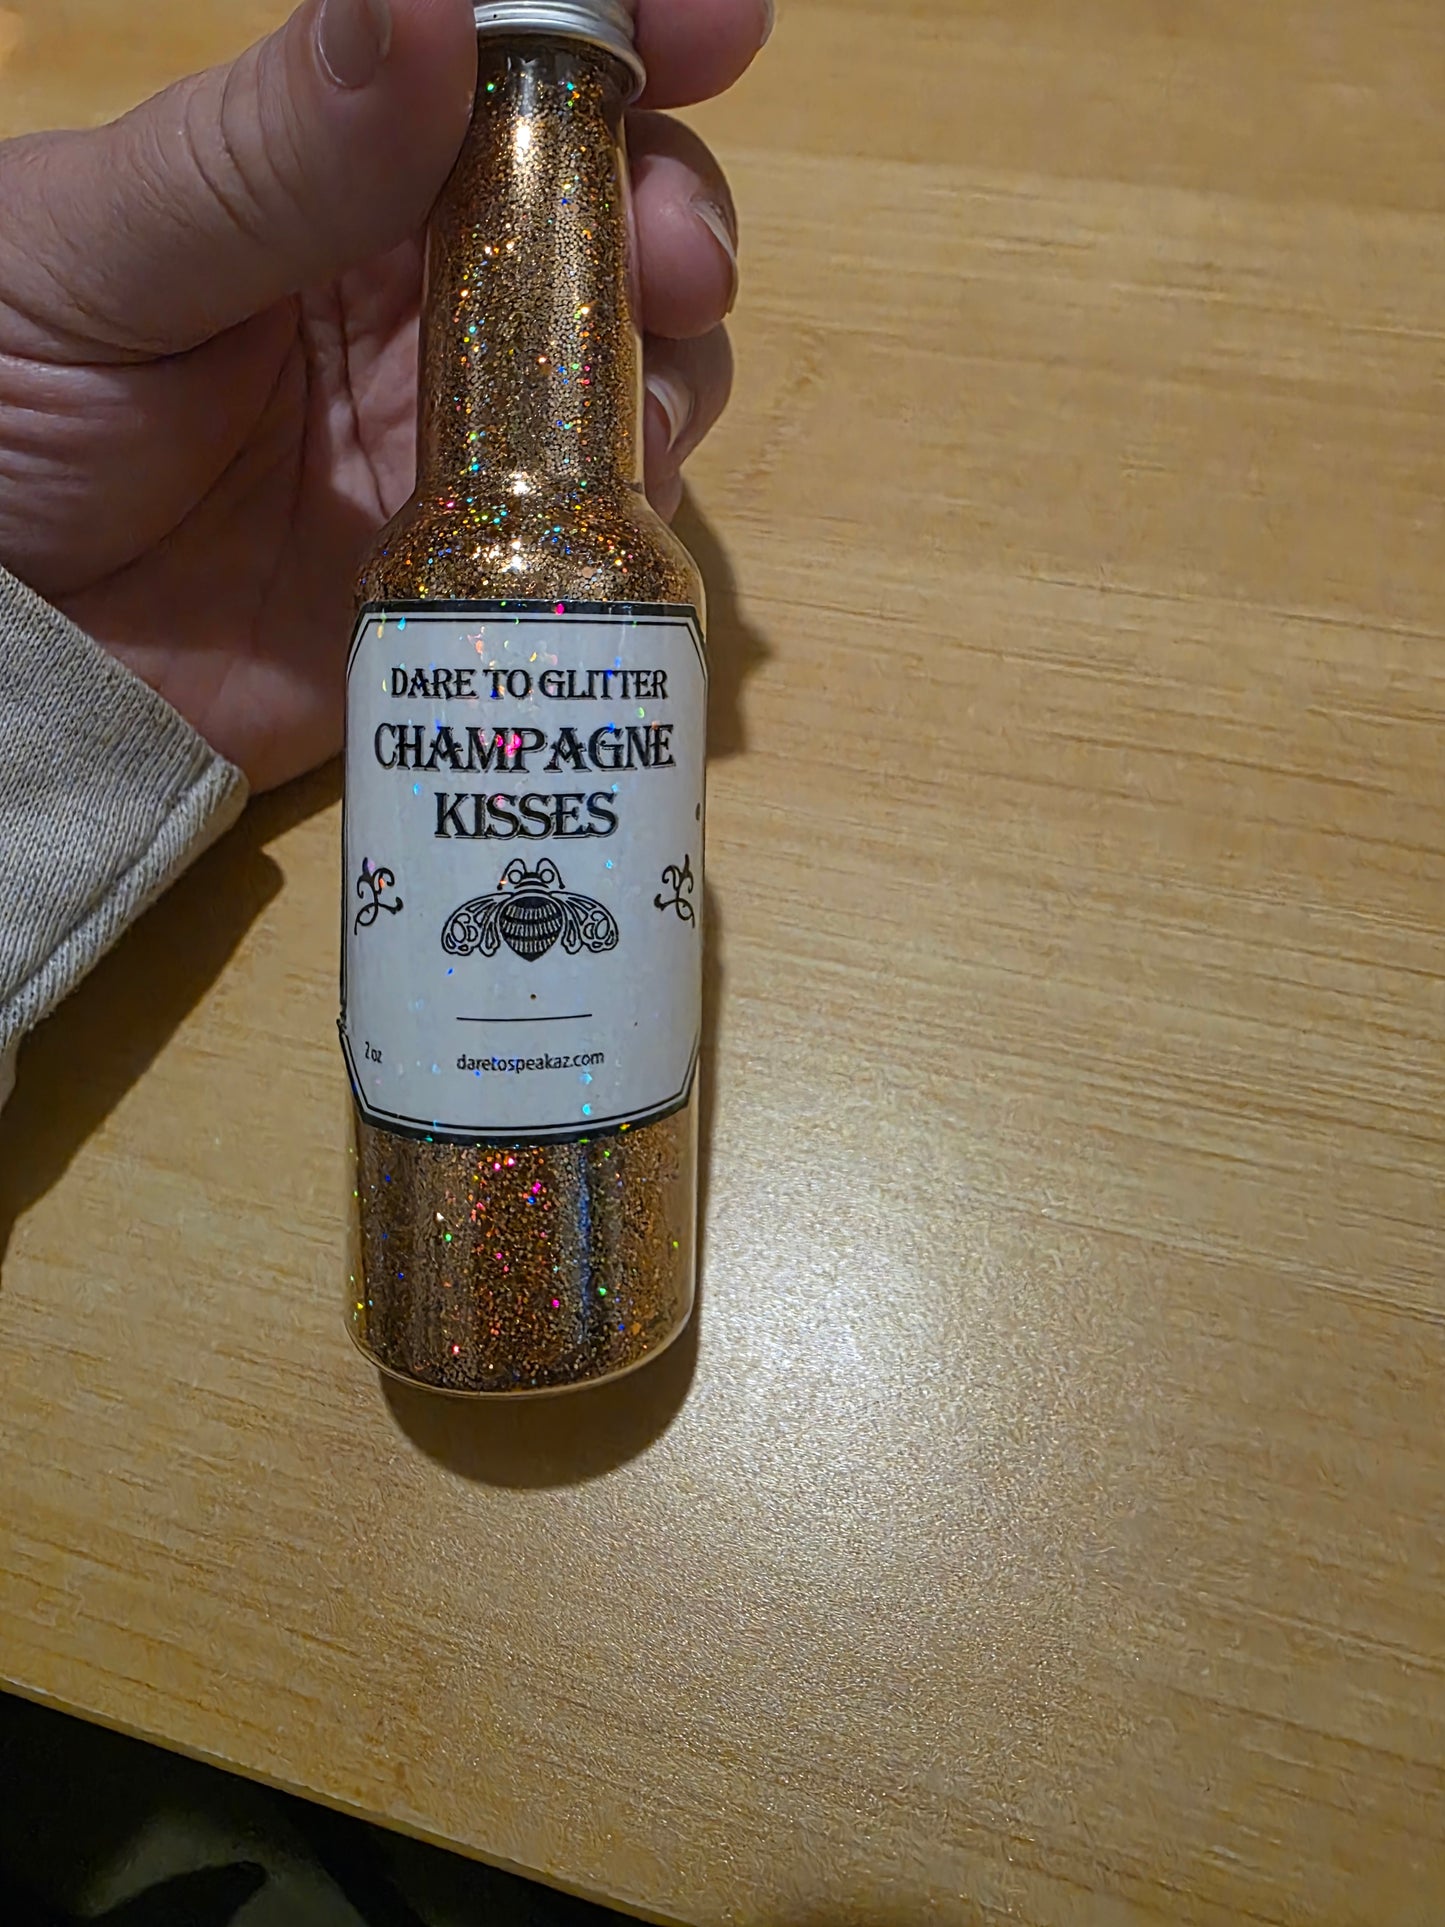 DARE TO GLITTER
CHAMPAGNE
KISSES
2 oz
daretospeakaz.com